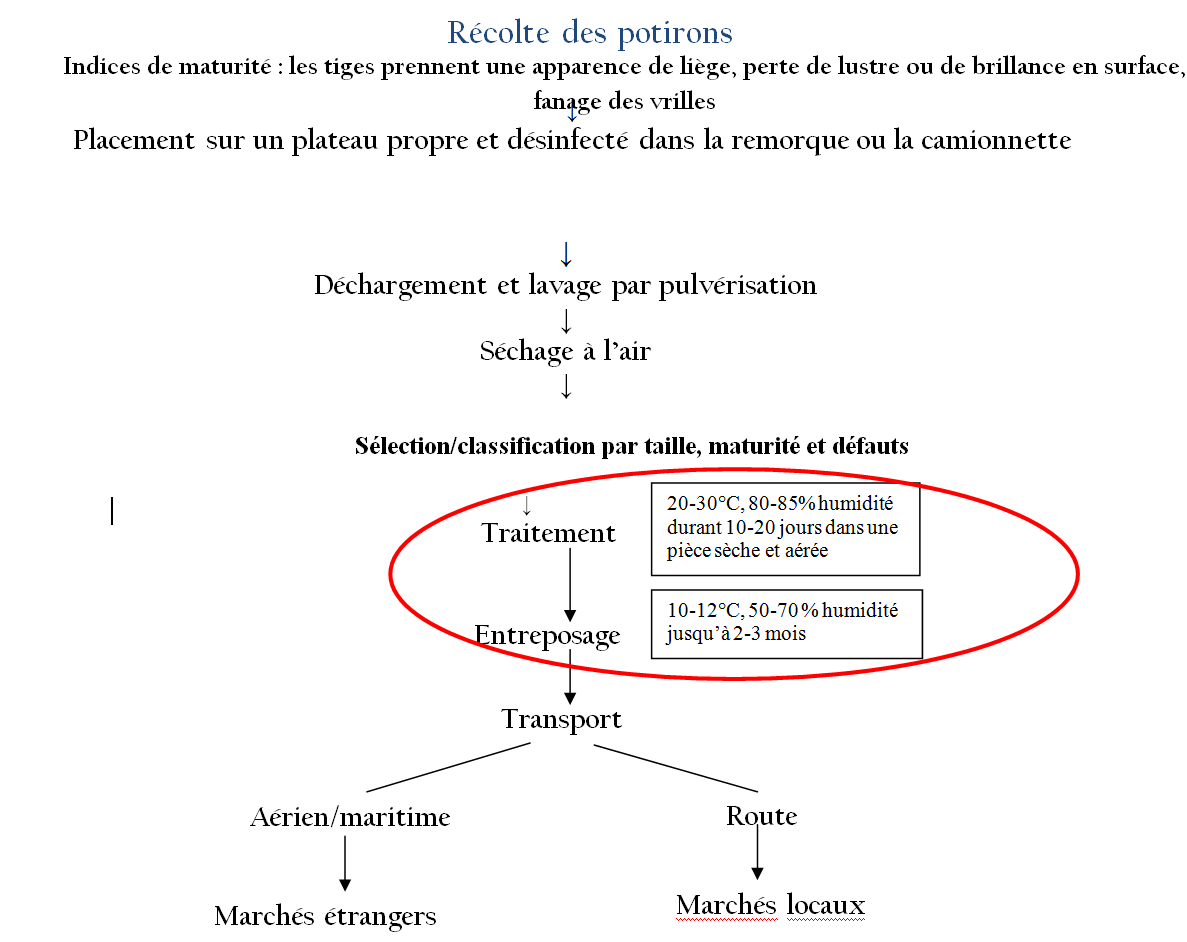 Récolte des potirons
Indices de maturité : les tiges prennent une apparence de liège, perte de lustre ou de brillance en surface,
fanage des vrilles
Placement sur un plateau propre et désinfecté dans la remorque ou la camionnette
Déchargement et lavage par pulvérisation
Séchage à l’air
Sélection/classification par taille, maturité et défauts
Traitement
20-30°C, 80-85% humidité
durant 10-20 jours dans une
pièce sèche et aérée
Entreposage
10-12°C, 50-70 % humidité
jusqu’à 2-3 mois
Transport
Aérien/maritime
Route
Marchés étrangers
Marchés locaux